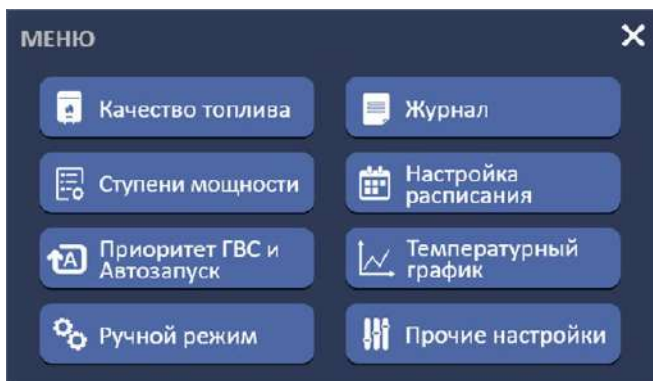 МЕНЮ
Качество топлива
Журнал
Ступени мощности
Настройка
расписания
Приоритет ГВС и
Автозапуск
Температурный
график
Ручной режим
Прочие настройки